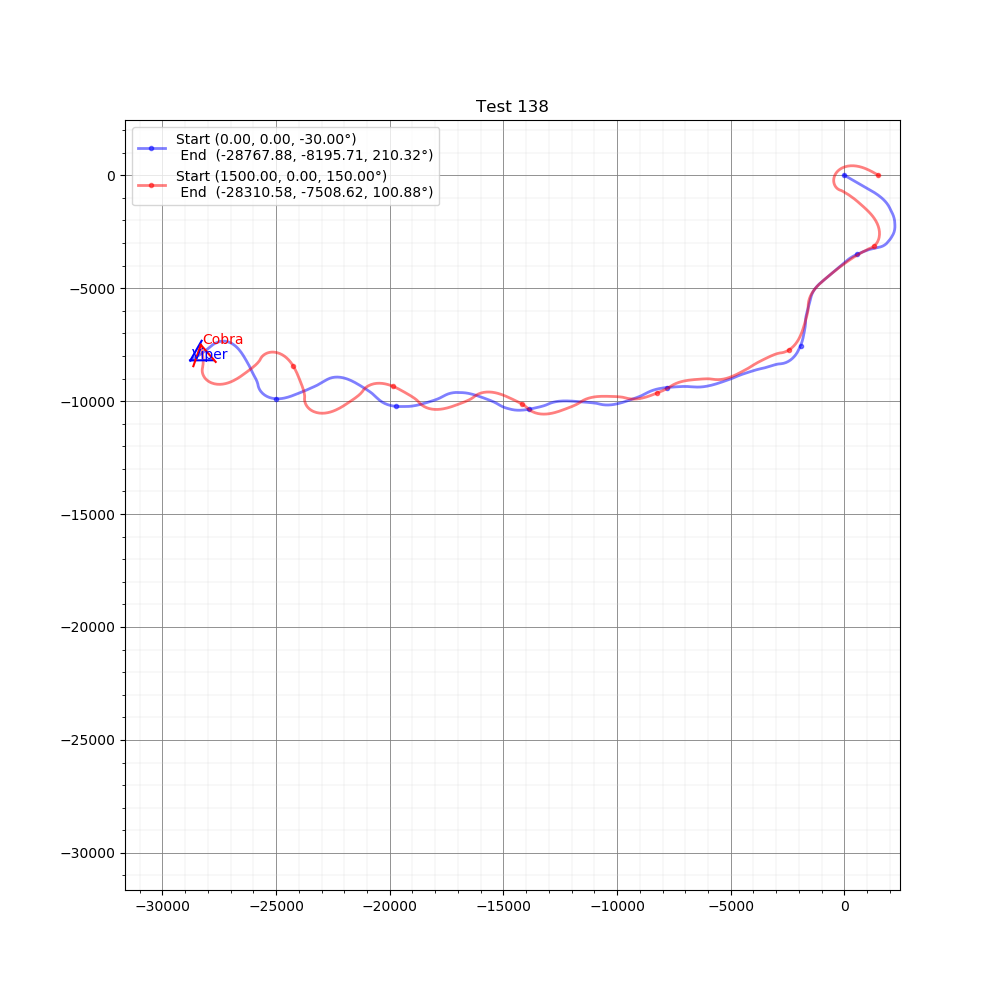 Test 138
Start (0.00, 0.00, -30.00°)
End  (-28767.88, -8195.71, 210.32°)
Start (1500.00, 0.00, 150.00°)
End  (-28310.58, -7508.62, 100.88°)
0
−5000
−10000
−15000
−20000
−25000
−30000
Cobra
Viper
−30000 −25000 −20000 −15000 −10000 −5000 0